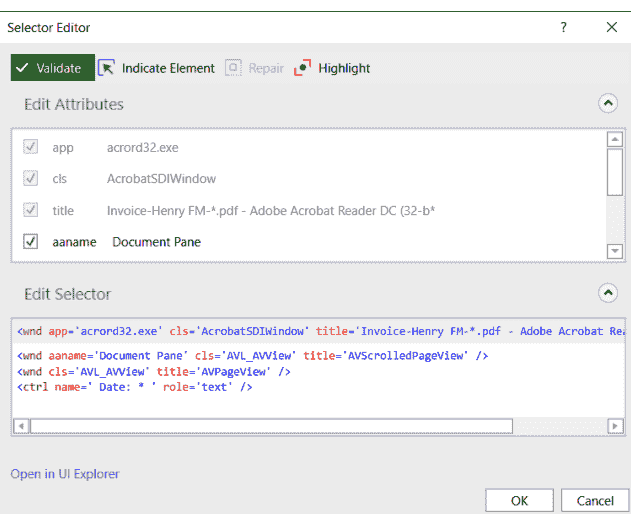 Selector Editor ? ×
Validate Indicate Element Repair Highlight
Edit Attributes
app acrord32.exe
cls AcrobatSDIWindow
title Invoice-Henry FM-*.pdf - Adobe Acrobat Reader DC (32-b*
aaname Document Pane
Edit Selector
<wnd app='acrord32.exe' cls='AcrobatSDIWindow' title='Invoice-Henry FM-*.pdf - Adobe Acrobat Rea
<wnd aaname='Document Pane' cls='AVL_AVView' title='AVScrolledPageView' />
<wnd cls='AVL_AVView' title='AVPageView' />
<ctrl name=' Date: * ' role='text' />
Open in UI Explorer
OK Cancel